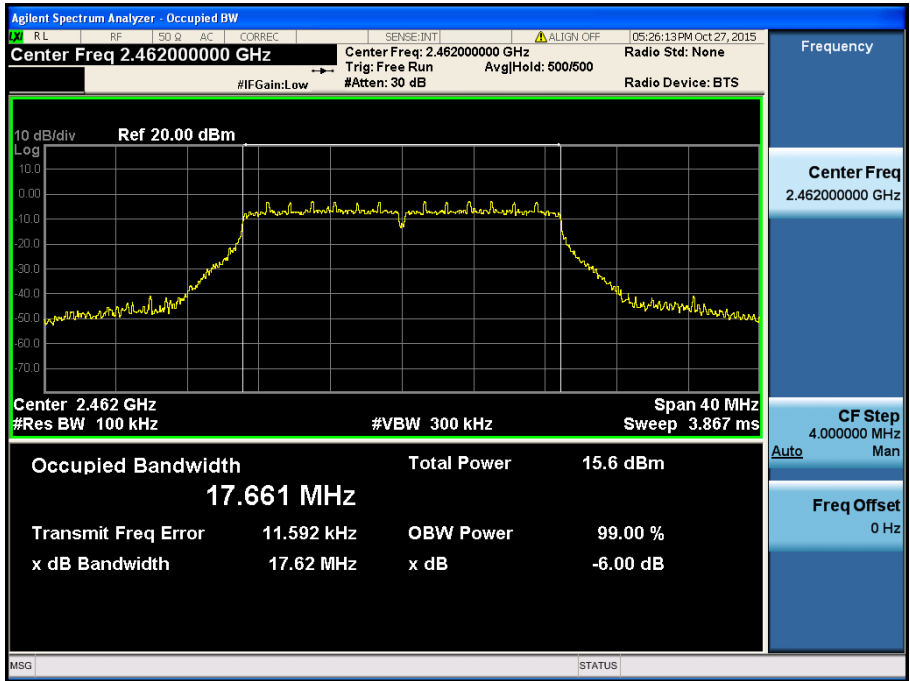 Agilent Spectrum Analyzer - Occupied BW
LXI RL RF 50 Ω AC CORREC SENSE:INT ALIGN OFF 05:26:13 PM Oct 27, 2015
Center Freq 2.462000000 GHz
Center Freq: 2.462000000 GHz
Radio Std: None
Trig: Free Run Avg|Hold: 500/500
#IFGain:Low
#Atten: 30 dB
Radio Device: BTS
10 dB/div Ref 20.00 dBm
Log
10.0
0.00
-10.0
-20.0
-30.0
-40.0
-50.0
-60.0
-70.0
Center 2.462 GHz Span 40 MHz
#Res BW 100 kHz #VBW 300 kHz Sweep 3.867 ms
Occupied Bandwidth Total Power 15.6 dBm
17.661 MHz
Transmit Freq Error 11.592 kHz OBW Power 99.00 %
x dB Bandwidth 17.62 MHz x dB -6.00 dB
MSG STATUS
Frequency
Center Freq
2.462000000 GHz
CF Step
4.000000 MHz
Auto Man
Freq Offset
0 Hz